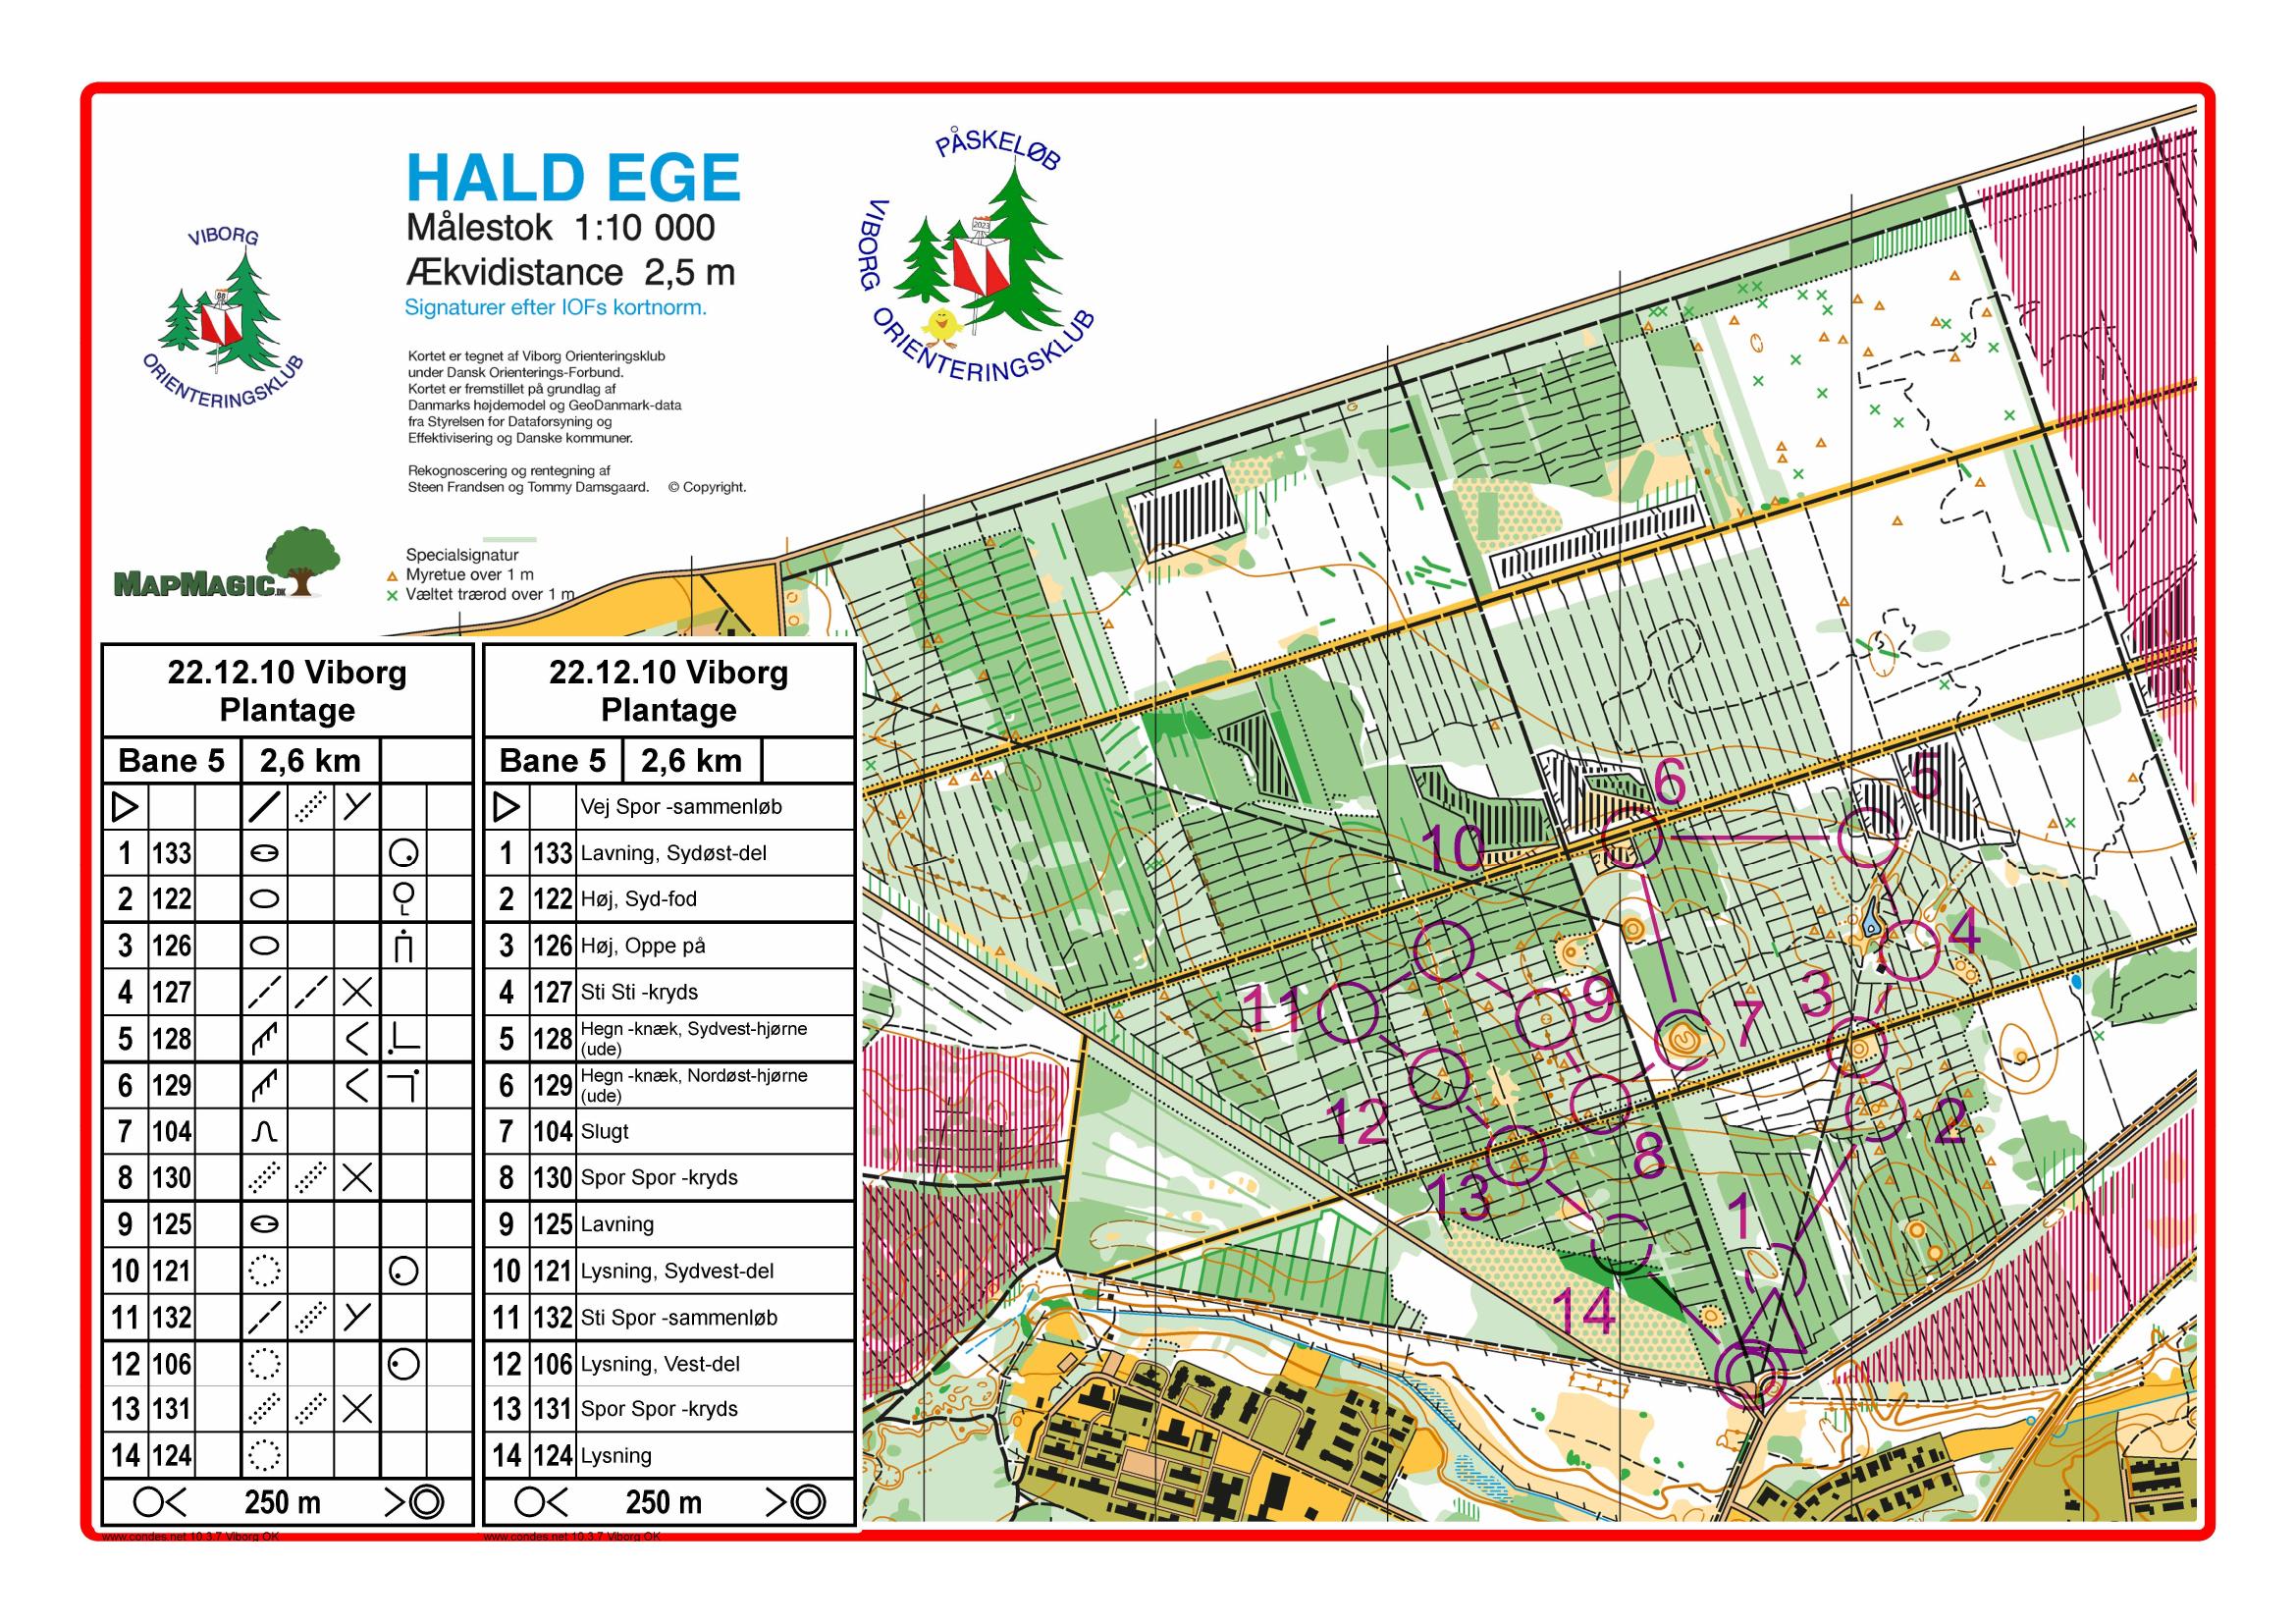 HALD EGE
Målestok 1:10 000
Ækvidistance 2,5 m
Signaturer efter IOFs kortnorm.
Kortet er tegnet af Viborg Orienteringsklub
under Dansk Orienterings-Forbund.
Kortet er fremstillet på grundlag af
Danmarks højdemodel og GeoDanmark-data
fra Styrelsen for Dataforsyning og
Effektivisering og Danske kommuner.
Rekognoscering og rentegning af
Steen Frandsen og Tommy Damsgaard. © Copyright.
VIBORG
88
ORIENTERINGSKLUB
PÅSKELØB
2023
VIBORG
ORIENTERINGSKLUB
MAPMAGIC.DK
Specialsignatur
Myretue over 1 m
Væltet trærod over 1 m
22.12.10 Viborg
Plantage
Bane 5 2,6 km
1 133
2 122
3 126
4 127
5 128
6 129
7 104
8 130
9 125
10 121
11 132
12 106
13 131
14 124
250 m
www.condes.net 10.3.7 Viborg OK
22.12.10 Viborg
Plantage
Bane 5 2,6 km
Vej Spor -sammenløb
1 133 Lavning, Sydøst-del
2 122 Høj, Syd-fod
3 126 Høj, Oppe på
4 127 Sti Sti -kryds
5 128 Hegn -knæk, Sydvest-hjørne
(ude)
6 129 Hegn -knæk, Nordøst-hjørne
(ude)
7 104 Slugt
8 130 Spor Spor -kryds
9 125 Lavning
10 121 Lysning, Sydvest-del
11 132 Sti Spor -sammenløb
12 106 Lysning, Vest-del
13 131 Spor Spor -kryds
14 124 Lysning
250 m
www.condes.net 10.3.7 Viborg OK
5
6
10
4
3
7
9
11
12
2
8
13
1
14